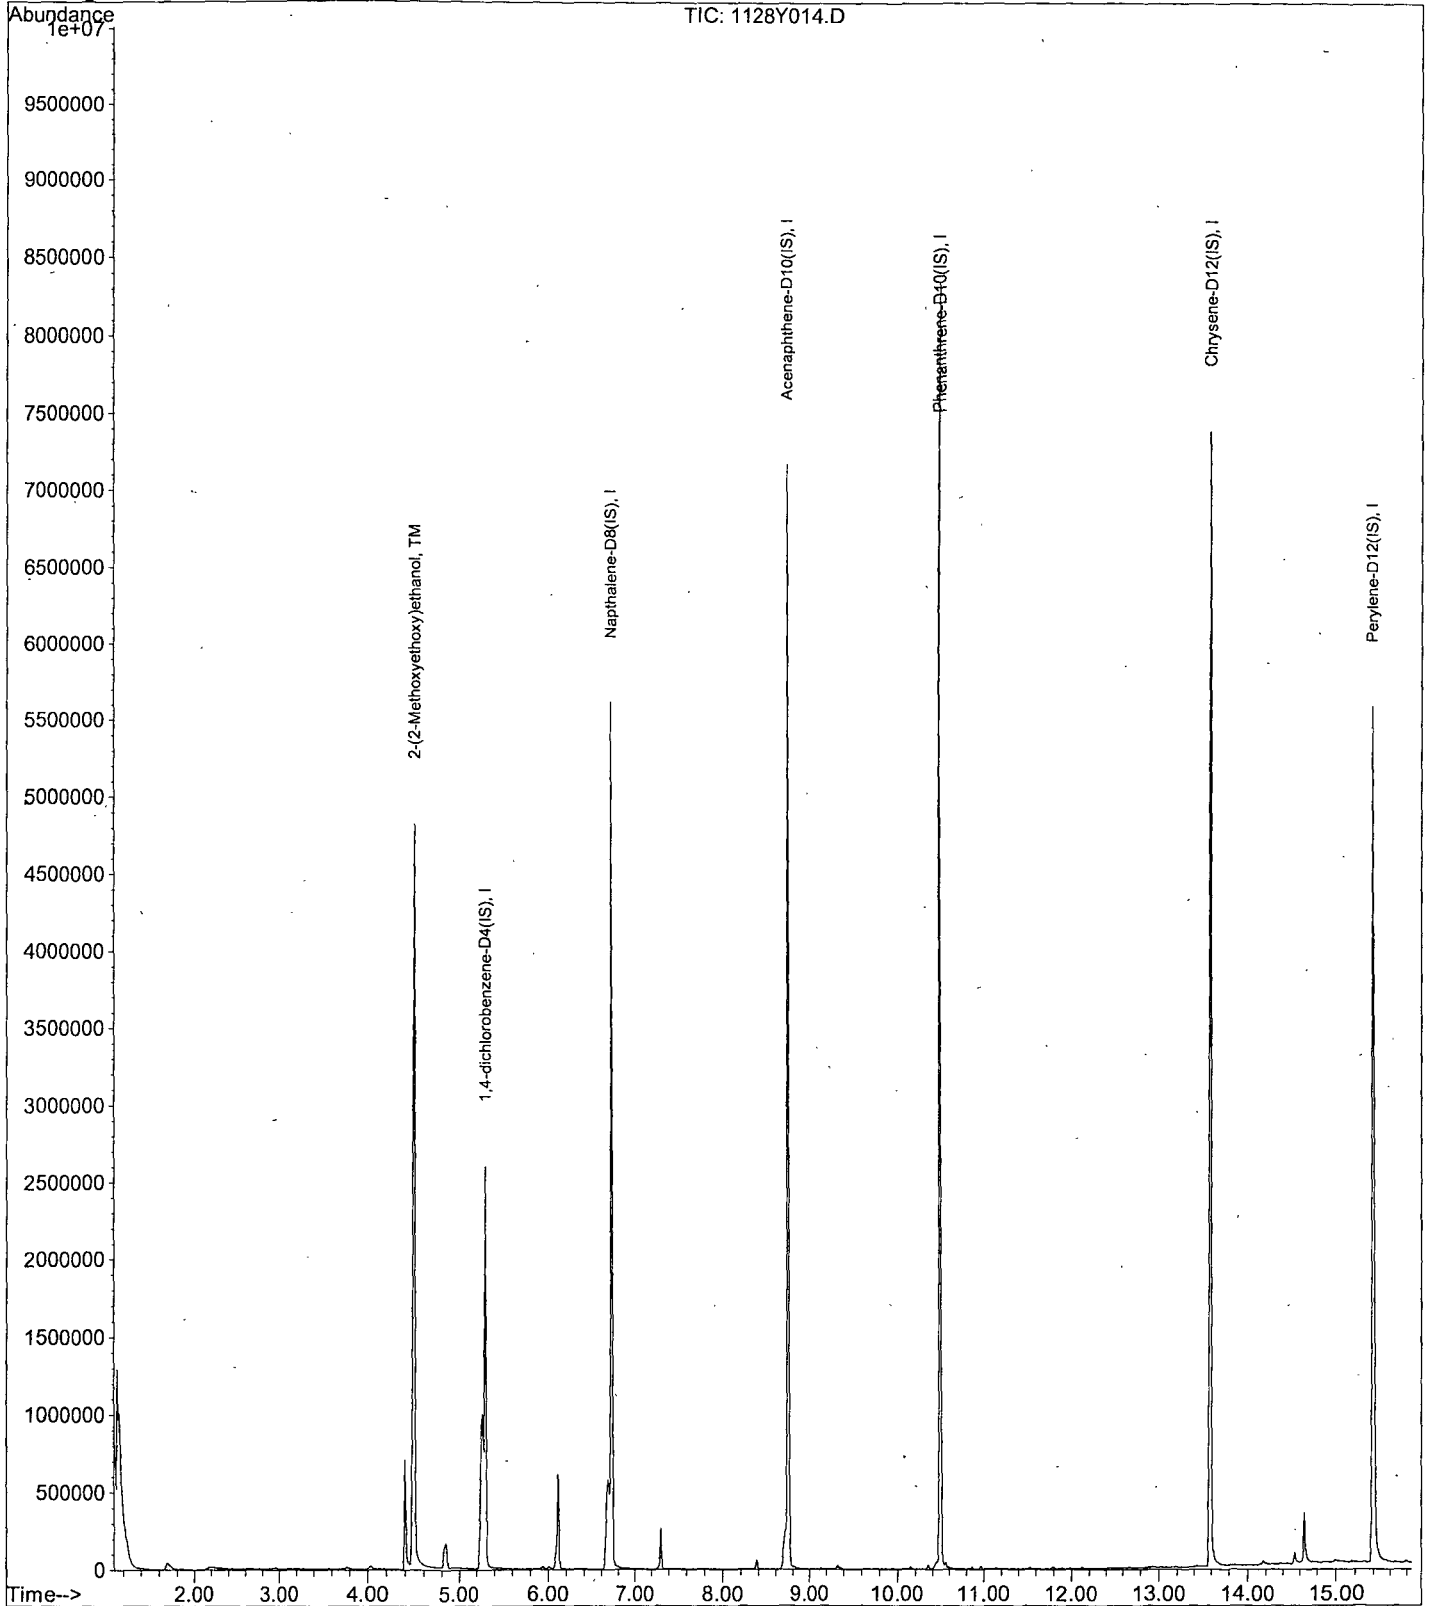 Abundance
TIC: 1128Y014.D
1e+07
9500000
9000000
8500000
8000000
7500000
7000000
6500000
6000000
5500000
5000000
4500000
4000000
3500000
3000000
2500000
2000000
1500000
1000000
500000
0
2-(2-Methoxyethoxy)ethanol, TM
1,4-dichlorobenzene-D4(IS), I
Napthalene-D8(IS), I
Acenaphthene-D10(IS), I
Phenanthrene-D10(IS), I
Chrysene-D12(IS), I
Perylene-D12(IS), I
Time--> 2.00 3.00 4.00 5.00 6.00 7.00 8.00 9.00 10.00 11.00 12.00 13.00 14.00 15.00